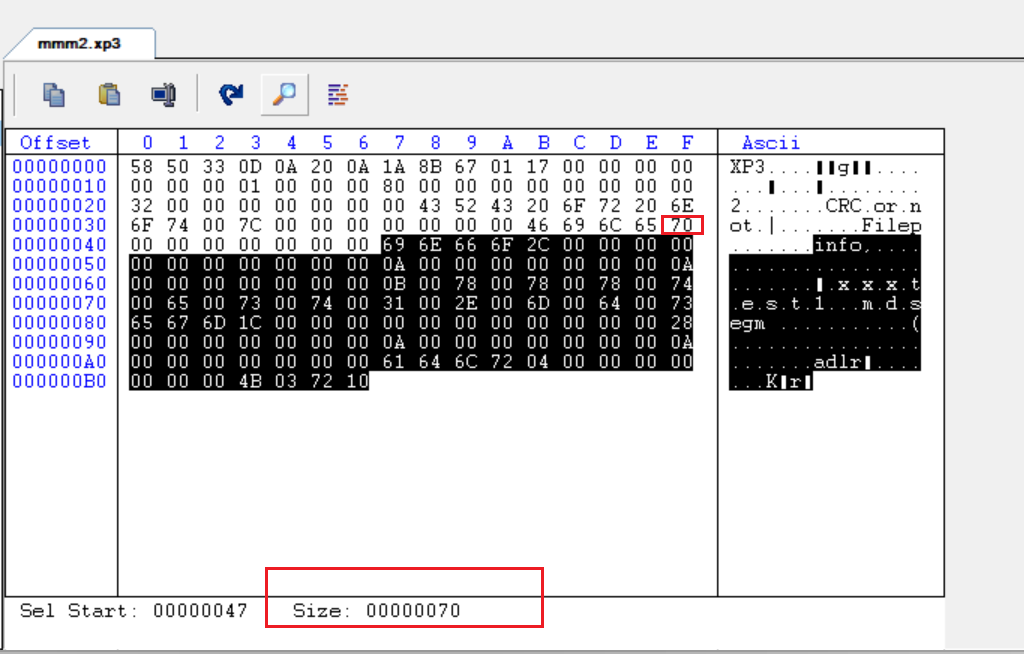 mmm2.xp3
Offset 0 1 2 3 4 5 6 7 8 9 A B C D E F Ascii
00000000 58 50 33 0D 0A 20 0A 1A 8B 67 01 17 00 00 00 00 XP3....▌▌g▌▌....
00000010 00 00 00 01 00 00 00 80 00 00 00 00 00 00 00 00 ...▌...▌........
00000020 32 00 00 00 00 00 00 00 43 52 43 20 6F 72 20 6E 2.......CRC.or.n
00000030 6F 74 00 7C 00 00 00 00 00 00 00 46 69 6C 65 70 ot.|.......Filep
00000040 00 00 00 00 00 00 00 69 6E 66 6F 2C 00 00 00 00 .......info,....
00000050 00 00 00 00 00 00 00 0A 00 00 00 00 00 00 00 0A ................
00000060 00 00 00 00 00 00 00 0B 00 78 00 78 00 78 00 74 .......▌.x.x.x.t
00000070 00 65 00 73 00 74 00 31 00 2E 00 6D 00 64 00 73 .e.s.t.1...m.d.s
00000080 65 67 6D 1C 00 00 00 00 00 00 00 00 00 00 00 28 egm............(
00000090 00 00 00 00 00 00 00 0A 00 00 00 00 00 00 00 0A ................
000000A0 00 00 00 00 00 00 00 61 64 6C 72 04 00 00 00 00 .......adlr▌....
000000B0 00 00 00 4B 03 72 10 ...K▌r▌
Sel Start: 00000047 Size: 00000070